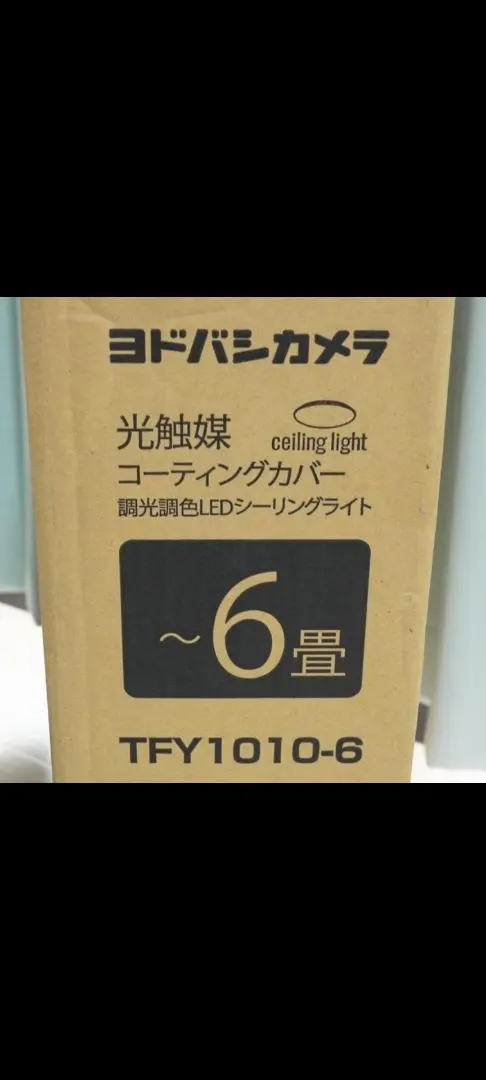 ヨドバシカメラ
光触媒
ceiling light
コーティングカバー
調光調色LEDシーリングライト
~6畳
TFY1010-6